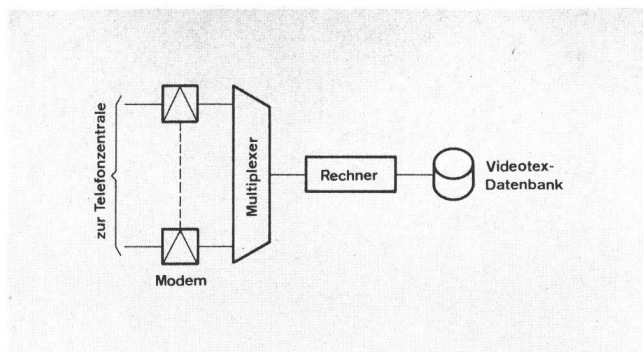 zur Telefonzentrale
Modem
Multiplexer
Rechner
Videotex-
Datenbank